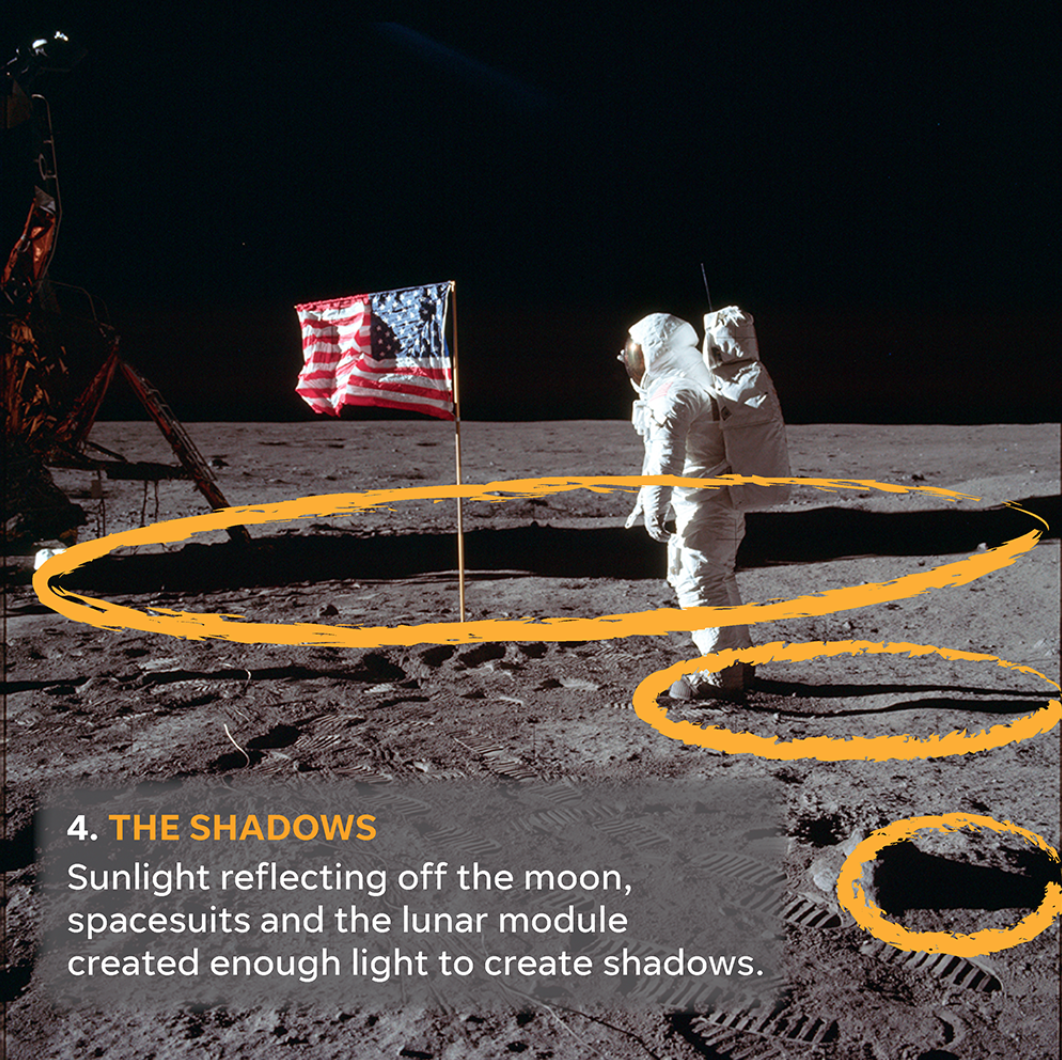 4. THE SHADOWS
Sunlight reflecting off the moon,
spacesuits and the lunar module
created enough light to create shadows.